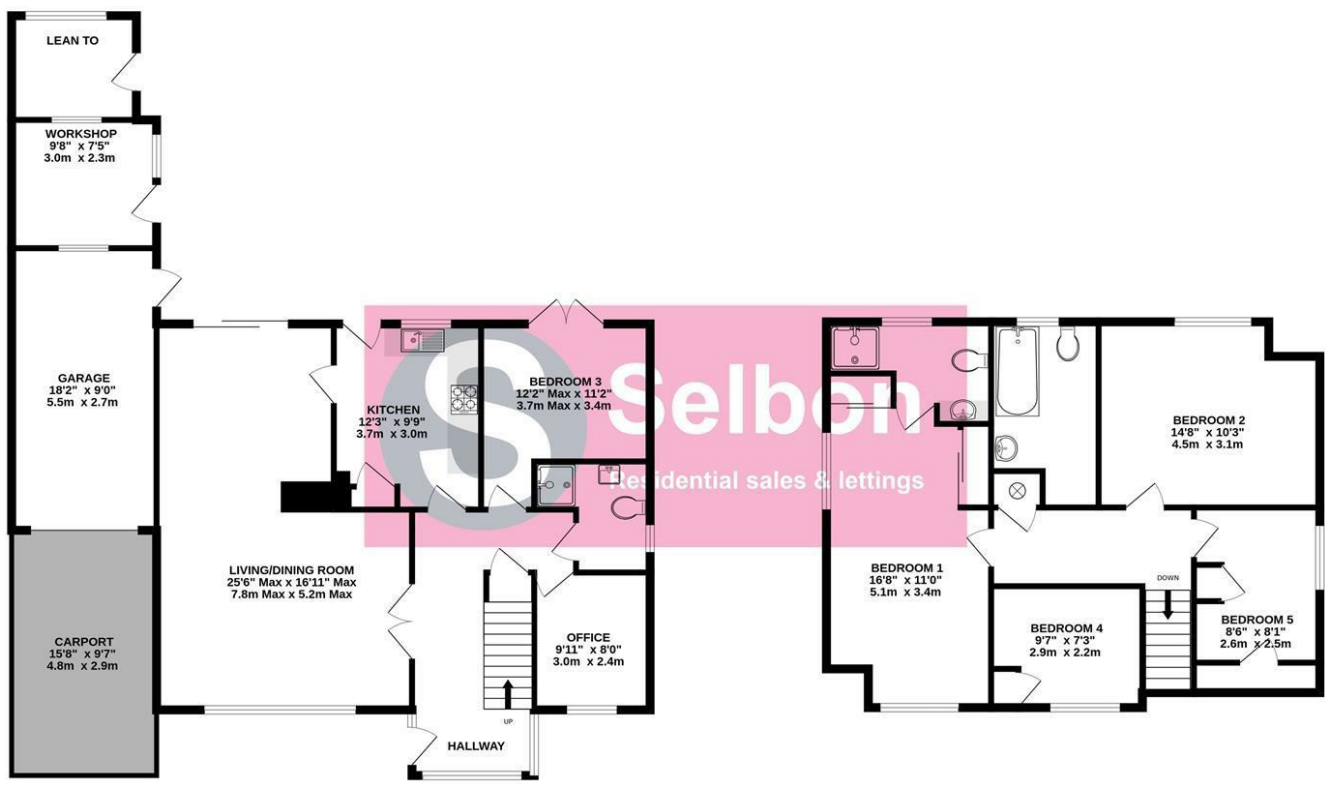 LEAN TO
WORKSHOP
9'8" x 7'5"
3.0m x 2.3m
GARAGE
18'2" x 9'0"
5.5m x 2.7m
CARPORT
15'8" x 9'7"
4.8m x 2.9m
LIVING/DINING ROOM
25'6" Max x 16'11" Max
7.8m Max x 5.2m Max
KITCHEN
12'3" x 9'9"
3.7m x 3.0m
BEDROOM 3
12'2" Max x 11'2"
3.7m Max x 3.4m
OFFICE
9'11" x 8'0"
3.0m x 2.4m
UP
HALLWAY
S Selbon
Residential sales & lettings
BEDROOM 1
16'8" x 11'0"
5.1m x 3.4m
BEDROOM 2
14'8" x 10'3"
4.5m x 3.1m
DOWN
BEDROOM 4
9'7" x 7'3"
2.9m x 2.2m
BEDROOM 5
8'6" x 8'1"
2.6m x 2.5m